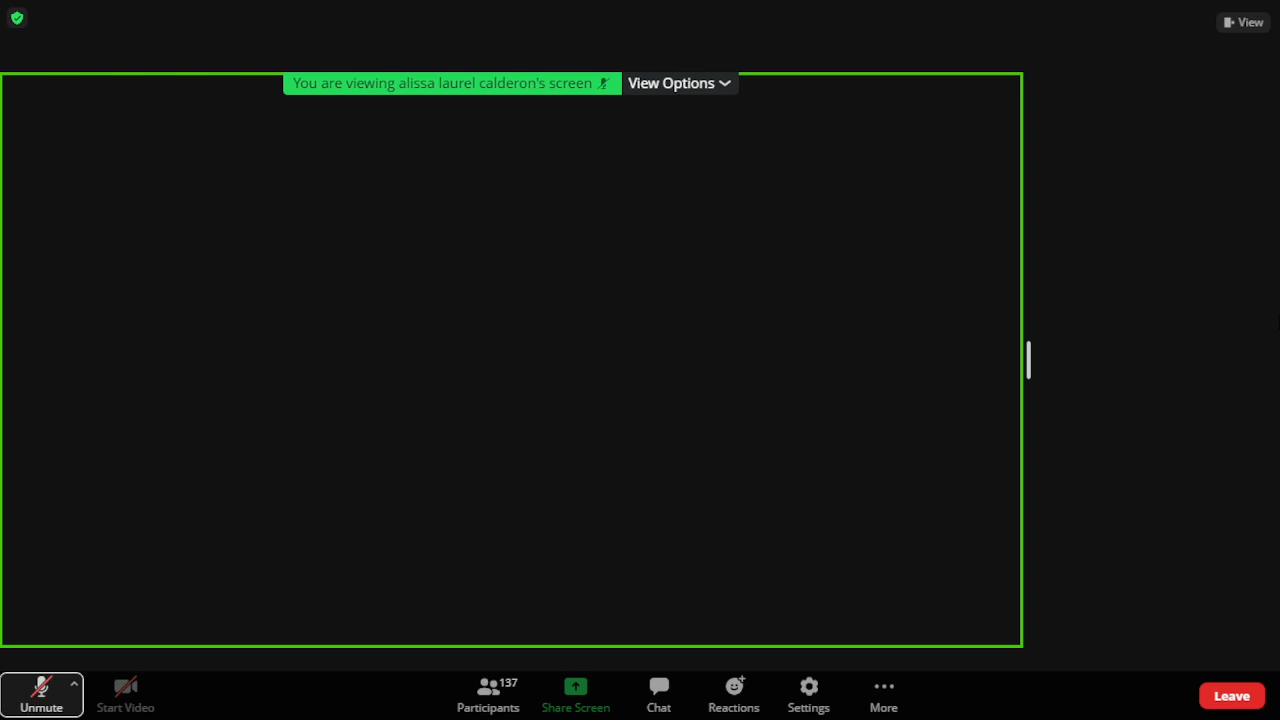 View
You are viewing alissa laurel calderon's screen View Options
137
Unmute Start Video Participants Share Screen Chat Reactions Settings More Leave